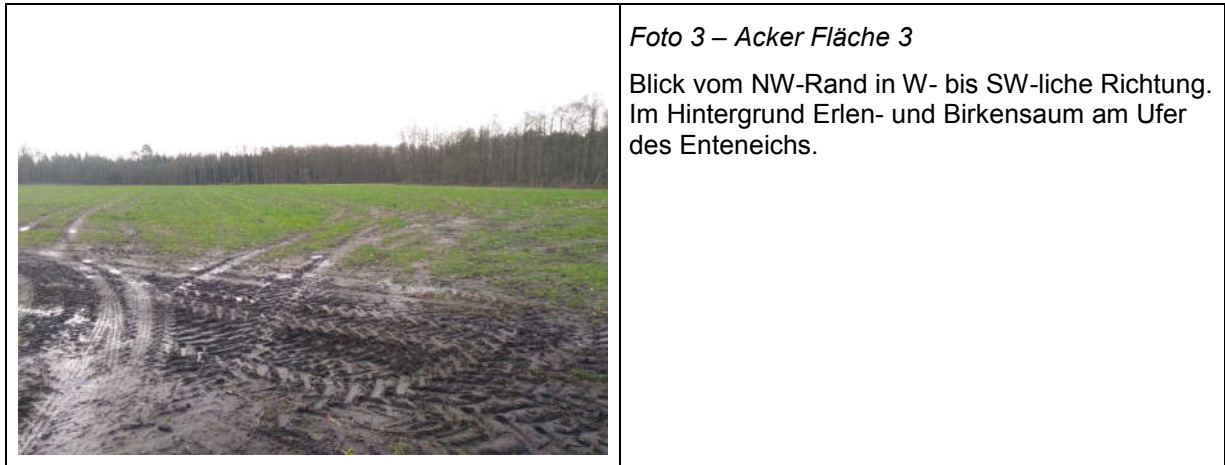 Foto 3 – Acker Fläche 3
Blick vom NW-Rand in W- bis SW-liche Richtung.
Im Hintergrund Erlen- und Birkensaum am Ufer
des Enteneichs.